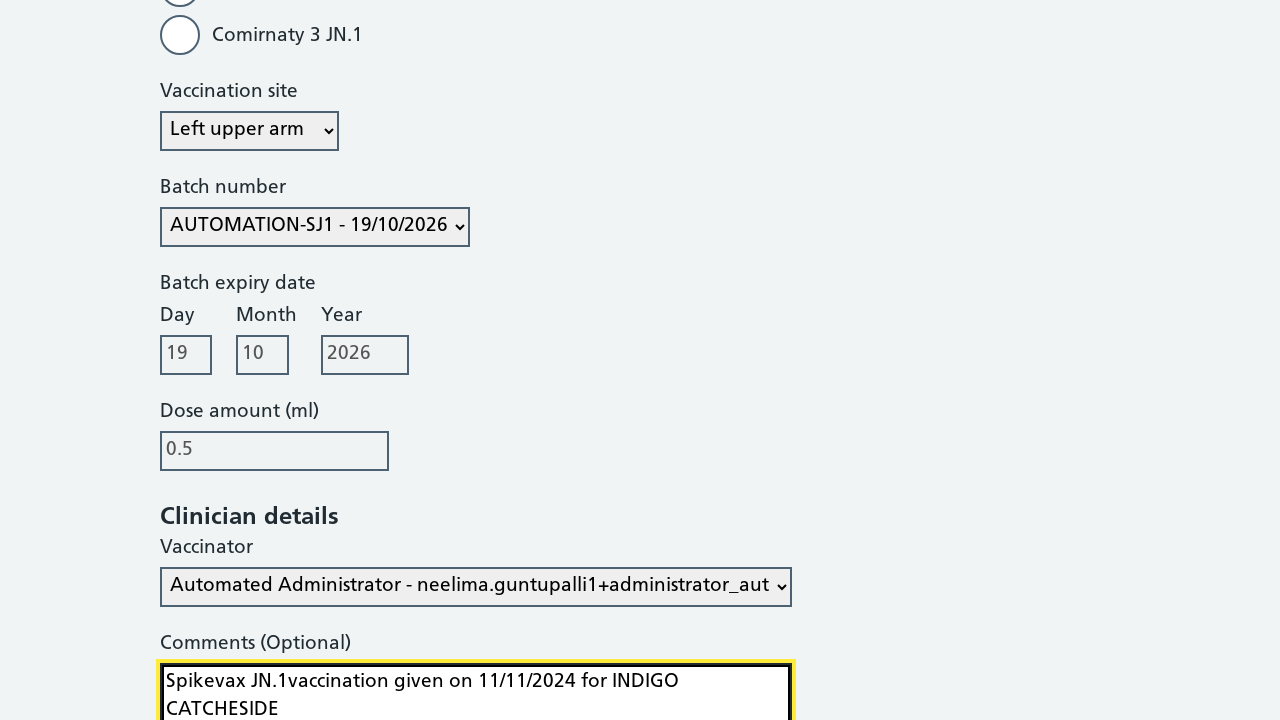 Comirnaty 3 JN.1
Vaccination site
Left upper arm
Batch number
AUTOMATION-SJ1 - 19/10/2026
Batch expiry date
Day Month Year
19 10 2026
Dose amount (ml)
0.5
Clinician details
Vaccinator
Automated Administrator - neelima.guntupalli1+administrator_aut
Comments (Optional)
Spikevax JN.1vaccination given on 11/11/2024 for INDIGO
CATCHESIDE